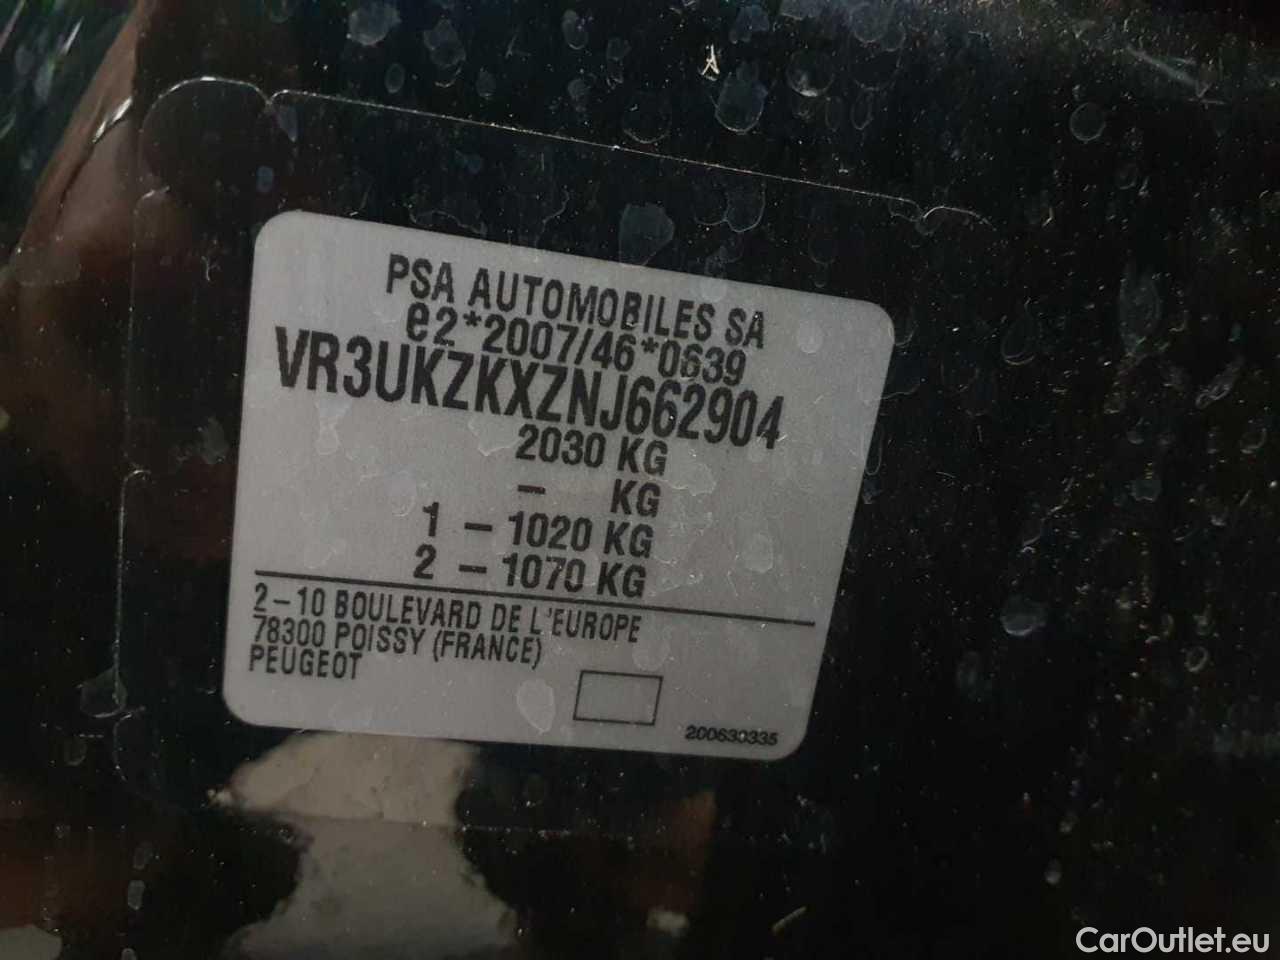 PSA AUTOMOBILES SA
e2*2007/46*0639
VR3UKZKXZNJ662904
2030 KG
– KG
1 – 1020 KG
2 – 1070 KG
2–10 BOULEVARD DE L'EUROPE
78300 POISSY (FRANCE)
PEUGEOT
200630335
CarOutlet.eu